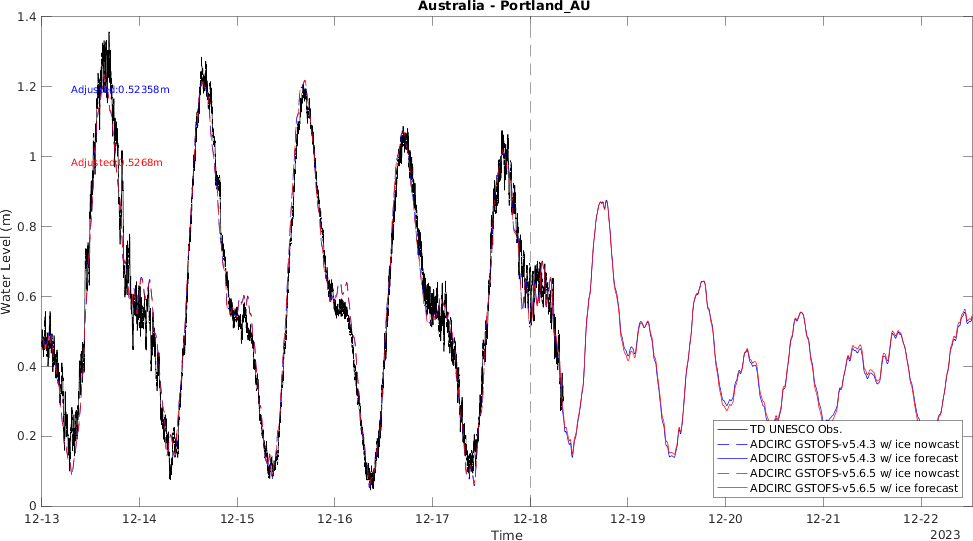 Australia - Portland_AU
1.4
1.2
1
0.8
0.6
0.4
0.2
0
Water Level (m)
Adjusted:0.52358m
Adjusted:0.5268m
TD UNESCO Obs.
ADCIRC GSTOFS-v5.4.3 w/ ice nowcast
ADCIRC GSTOFS-v5.4.3 w/ ice forecast
ADCIRC GSTOFS-v5.6.5 w/ ice nowcast
ADCIRC GSTOFS-v5.6.5 w/ ice forecast
12-13 12-14 12-15 12-16 12-17 12-18 12-19 12-20 12-21 12-22
Time
2023